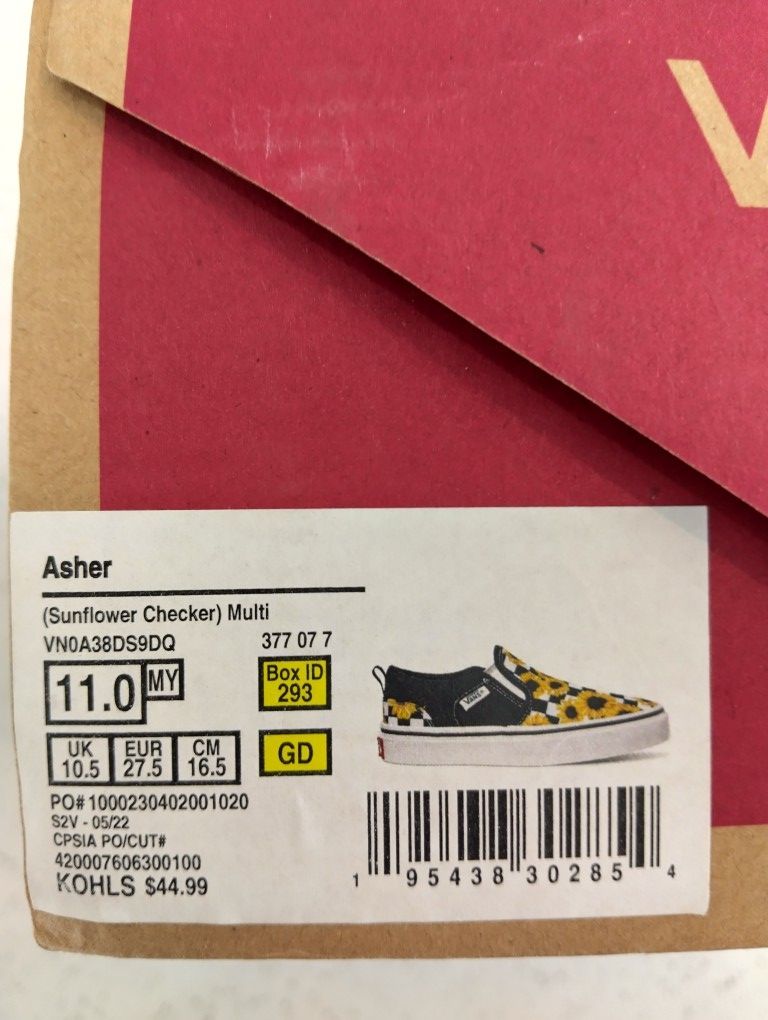 V
Asher
(Sunflower Checker) Multi
VN0A38DS9DQ 377 07 7
11.0 MY Box ID 293
UK 10.5 EUR 27.5 CM 16.5 GD
VANS
PO# 1000230402001020
S2V - 05/22
CPSIA PO/CUT#
420007606300100
KOHLS $44.99
1 95438 30285 4